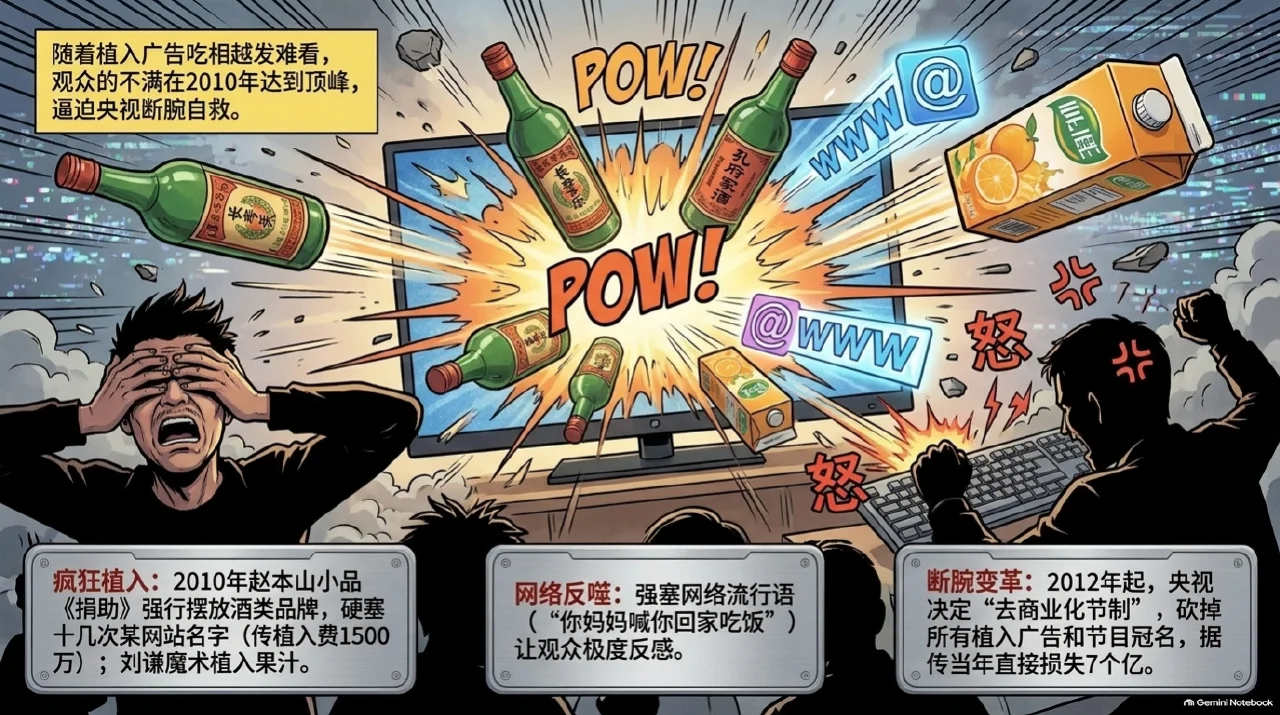 随着植入广告吃相越发难看，
观众的不满在2010年达到顶峰，
逼迫央视断腕自救。
POW!
POW!
WWW@
孔府家酒
@WWW
怒
怒
疯狂植入：2010年赵本山小品
《捐助》强行摆放酒类品牌，硬塞
十几次某网站名字（传植入费1500
万）；刘谦魔术植入果汁。
网络反噬：强塞网络流行语
（“你妈妈喊你回家吃饭”）
让观众极度反感。
断腕变革：2012年起，央视
决定“去商业化节制”，砍掉
所有植入广告和节目冠名，据
传当年直接损失7个亿。
Gemini Notebook